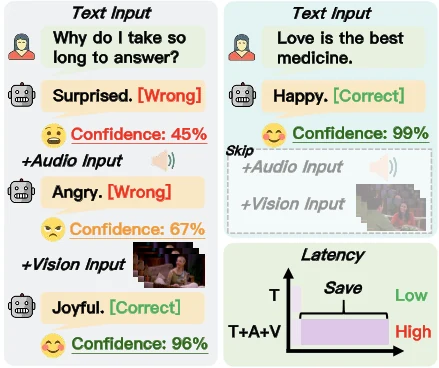 Text Input
Why do I take so
long to answer?
Surprised. [Wrong]
Confidence: 45%
+Audio Input
Angry. [Wrong]
Confidence: 67%
+Vision Input
Joyful. [Correct]
Confidence: 96%
Text Input
Love is the best
medicine.
Happy. [Correct]
Confidence: 99%
Skip
+Audio Input
+Vision Input
Latency
T
Save
Low
T+A+V
High